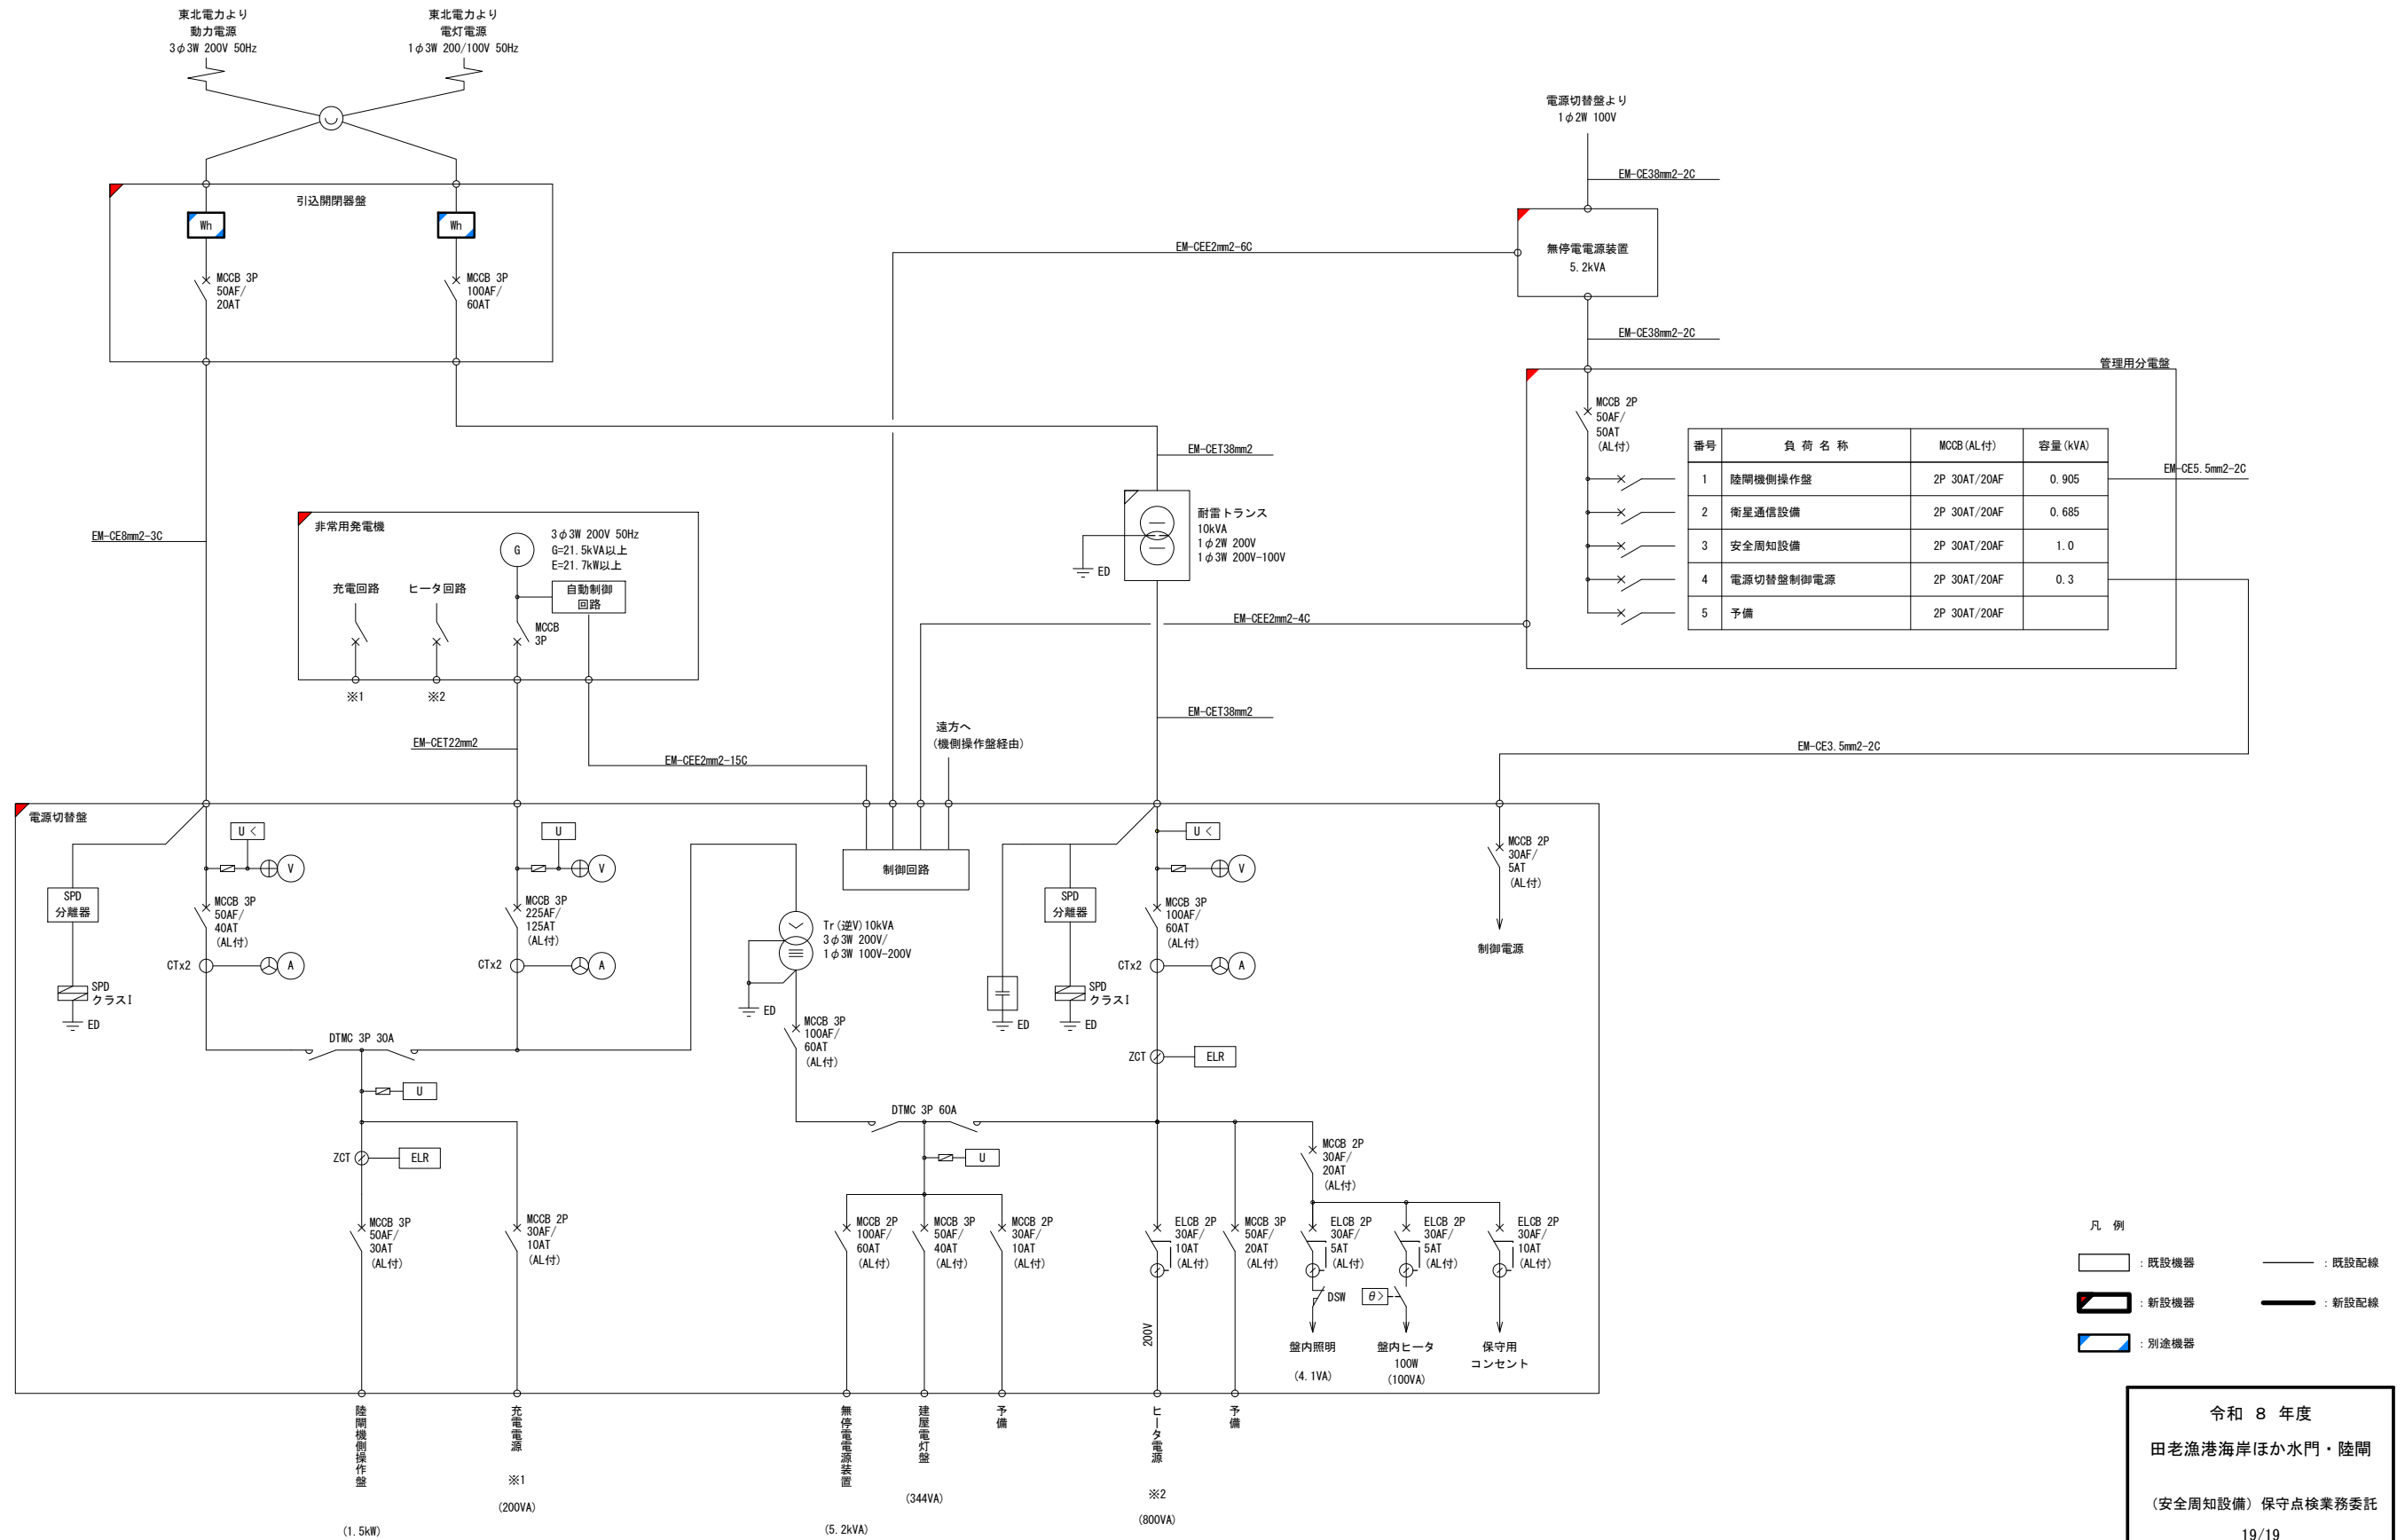 東北電力より
動力電源
3φ3W 200V 50Hz
東北電力より
電灯電源
1φ3W 200/100V 50Hz
引込開閉器盤
Wh
Wh
MCCB 3P
50AF/
20AT
MCCB 3P
100AF/
60AT
電源切替盤より
1φ2W 100V
EM-CE38mm2-2C
EM-CEE2mm2-6C
無停電電源装置
5.2kVA
EM-CE38mm2-2C
管理用分電盤
MCCB 2P
50AF/
50AT
(AL付)
番号 負荷名称 MCCB(AL付) 容量(kVA)
1 陸閘機側操作盤 2P 30AT/20AF 0.905
2 衛星通信設備 2P 30AT/20AF 0.685
3 安全周知設備 2P 30AT/20AF 1.0
4 電源切替盤制御電源 2P 30AT/20AF 0.3
5 予備 2P 30AT/20AF
EM-CE5.5mm2-2C
EM-CET38mm2
耐雷トランス
10kVA
1φ2W 200V
1φ3W 200V-100V
ED
EM-CE8mm2-3C
非常用発電機
G
3φ3W 200V 50Hz
G=21.5kVA以上
E=21.7kW以上
自動制御
回路
充電回路
ヒータ回路
MCCB
3P
※1
※2
EM-CEE2mm2-4C
EM-CET38mm2
EM-CET22mm2
EM-CEE2mm2-15C
遠方へ
(機側操作盤経由)
EM-CE3.5mm2-2C
電源切替盤
U <
V
U
V
制御回路
U <
V
SPD
分離器
MCCB 3P
50AF/
40AT
(AL付)
MCCB 3P
225AF/
125AT
(AL付)
Tr(逆V)10kVA
3φ3W 200V/
1φ3W 100V-200V
SPD
分離器
MCCB 3P
100AF/
60AT
(AL付)
MCCB 2P
30AF/
5AT
(AL付)
制御電源
CTx2
A
CTx2
A
CTx2
A
SPD
クラスI
ED
ED
ED
SPD
クラスI
ED
MCCB 3P
100AF/
60AT
(AL付)
DTMC 3P 30A
U
ZCT
ELR
ZCT
ELR
DTMC 3P 60A
U
MCCB 2P
30AF/
20AT
(AL付)
MCCB 3P
50AF/
30AT
(AL付)
MCCB 2P
30AF/
10AT
(AL付)
MCCB 2P
100AF/
60AT
(AL付)
MCCB 3P
50AF/
40AT
(AL付)
MCCB 2P
30AF/
10AT
(AL付)
ELCB 2P
30AF/
10AT
(AL付)
MCCB 3P
50AF/
20AT
(AL付)
ELCB 2P
30AF/
5AT
(AL付)
ELCB 2P
30AF/
5AT
(AL付)
ELCB 2P
30AF/
10AT
(AL付)
DSW
θ>
200V
盤内照明
(4.1VA)
盤内ヒータ
100W
(100VA)
保守用
コンセント
陸閘機側操作盤
(1.5kW)
充電電源
※1
(200VA)
無停電電源装置
(5.2kVA)
建屋電灯盤
(344VA)
予備
ヒータ電源
※2
(800VA)
予備
凡 例
：既設機器
：既設配線
：新設機器
：新設配線
：別途機器
令和 8 年度
田老漁港海岸ほか水門・陸閘
(安全周知設備) 保守点検業務委託
19/19